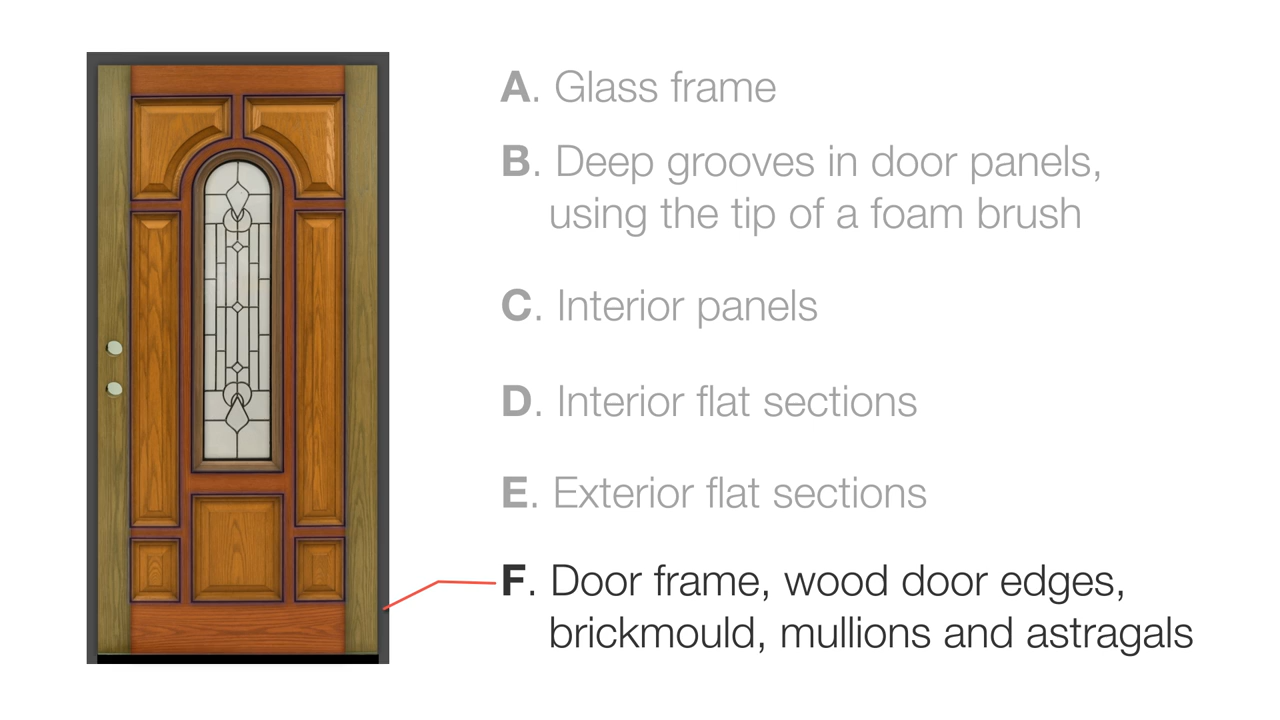 A. Glass frame
B. Deep grooves in door panels,
using the tip of a foam brush
C. Interior panels
D. Interior flat sections
E. Exterior flat sections
F. Door frame, wood door edges,
brickmould, mullions and astragals